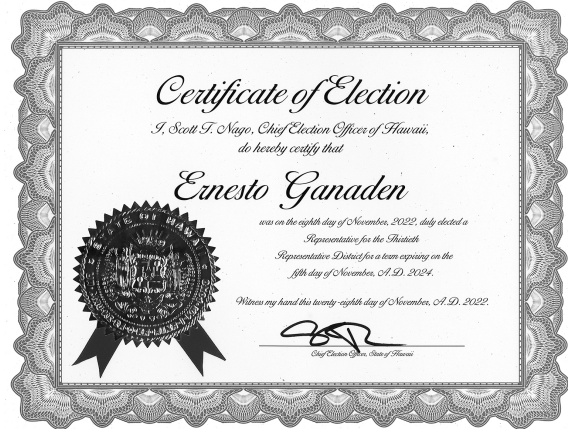 Certificate of Election
I, Scott T. Nago, Chief Election Officer of Hawaii,
do hereby certify that
Ernesto Ganaden
was on the eighth day of November, 2022, duly elected a
Representative for the Thirtieth
Representative District for a term expiring on the
fifth day of November, A.D. 2024.
Witness my hand this twenty-eighth day of November, A.D. 2022.
Chief Election Officer, State of Hawaii